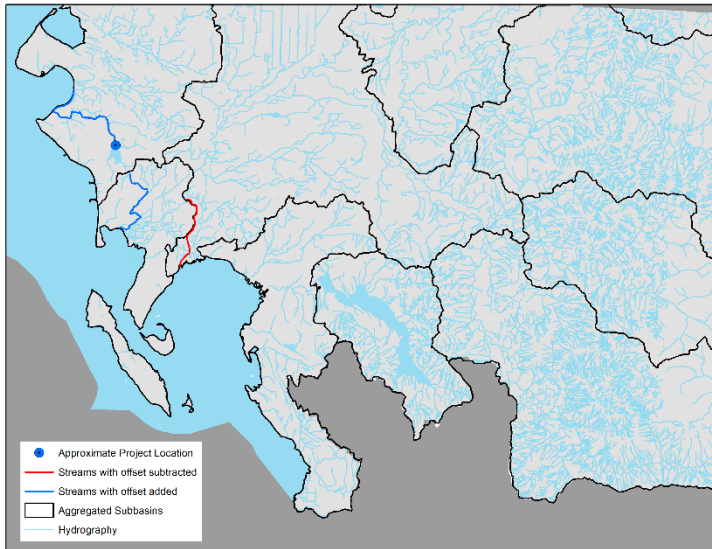 Approximate Project Location
Streams with offset subtracted
Streams with offset added
Aggregated Subbasins
Hydrography